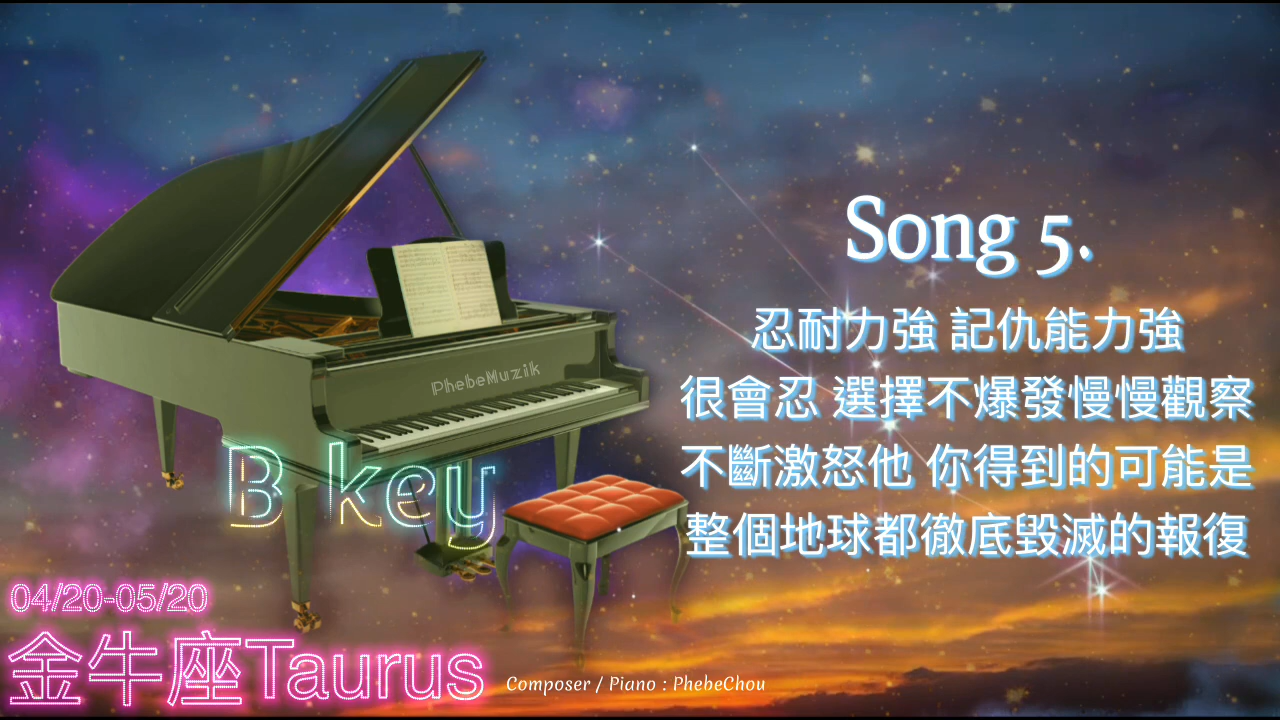 Song 5.
忍耐力強 記仇能力強
很會忍 選擇不爆發慢慢觀察
不斷激怒他 你得到的可能是
整個地球都徹底毀滅的報復
PhebeMuzik
B key
04/20-05/20
金牛座Taurus
Composer / Piano : PhebeChou